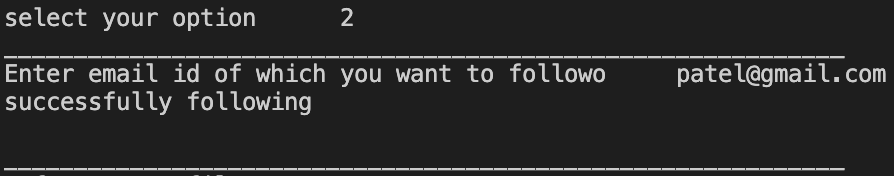 select your option      2
Enter email id of which you want to followo     patel@gmail.com
successfully following